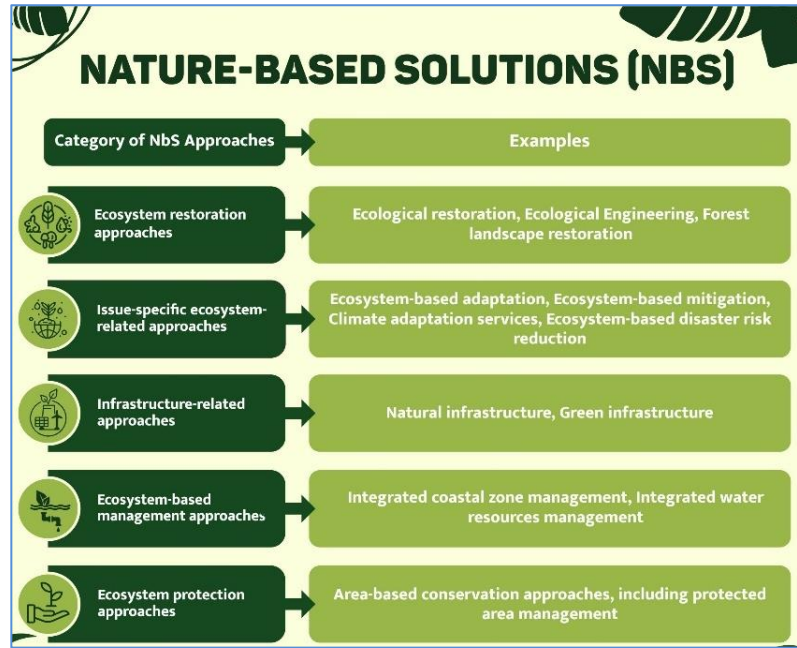 NATURE-BASED SOLUTIONS (NBS)
Category of NbS Approaches
Examples
Ecosystem restoration
approaches
Ecological restoration, Ecological Engineering, Forest
landscape restoration
Issue-specific ecosystem-
related approaches
Ecosystem-based adaptation, Ecosystem-based mitigation,
Climate adaptation services, Ecosystem-based disaster risk
reduction
Infrastructure-related
approaches
Natural infrastructure, Green infrastructure
Ecosystem-based
management approaches
Integrated coastal zone management, Integrated water
resources management
Ecosystem protection
approaches
Area-based conservation approaches, including protected
area management